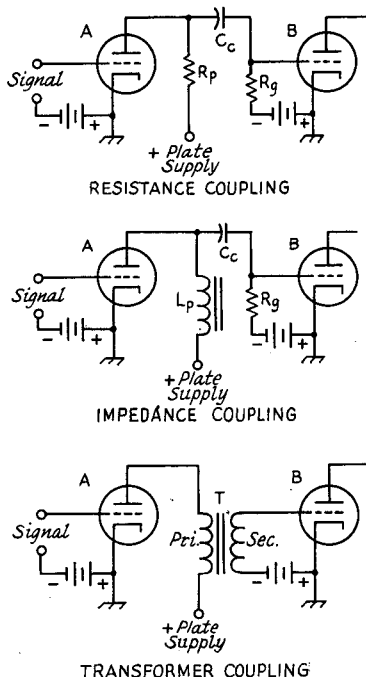 A
B
Cc
Signal
Rp
Rg
- +
- +
+ Plate
Supply
RESISTANCE COUPLING
A
B
Cc
Signal
Lp
Rg
- +
- +
+ Plate
Supply
IMPEDANCE COUPLING
A
T
B
Signal
Pri.
Sec.
- +
- +
+ Plate
Supply
TRANSFORMER COUPLING